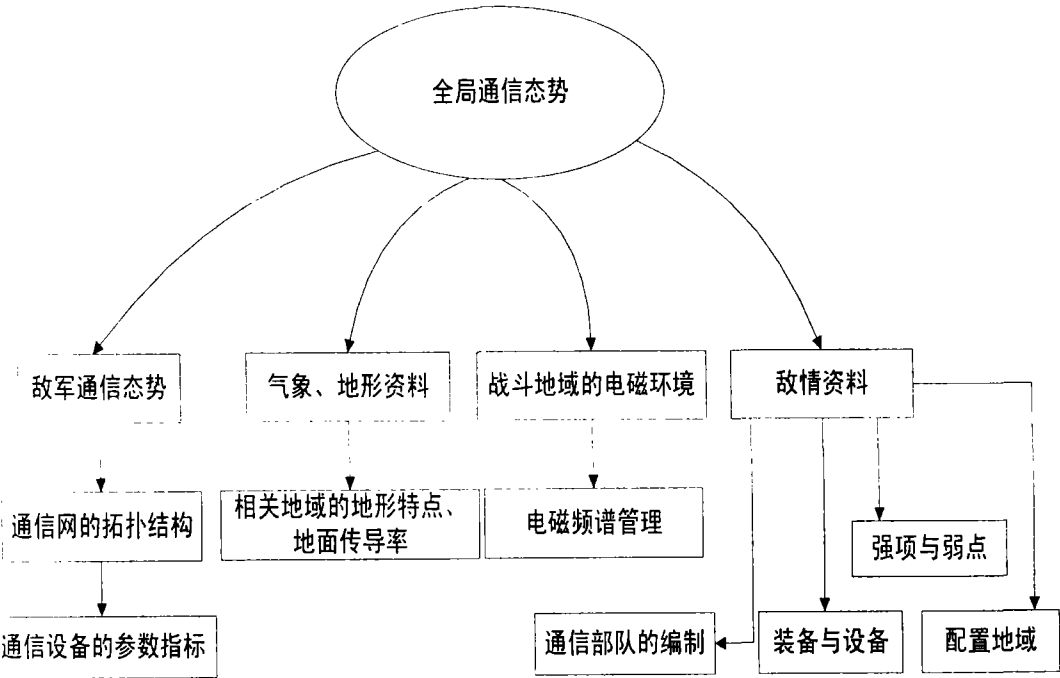 全局通信态势
敌军通信态势
气象、地形资料
战斗地域的电磁环境
敌情资料
通信网的拓扑结构
相关地域的地形特点、
地面传导率
电磁频谱管理
强项与弱点
通信设备的参数指标
通信部队的编制
装备与设备
配置地域